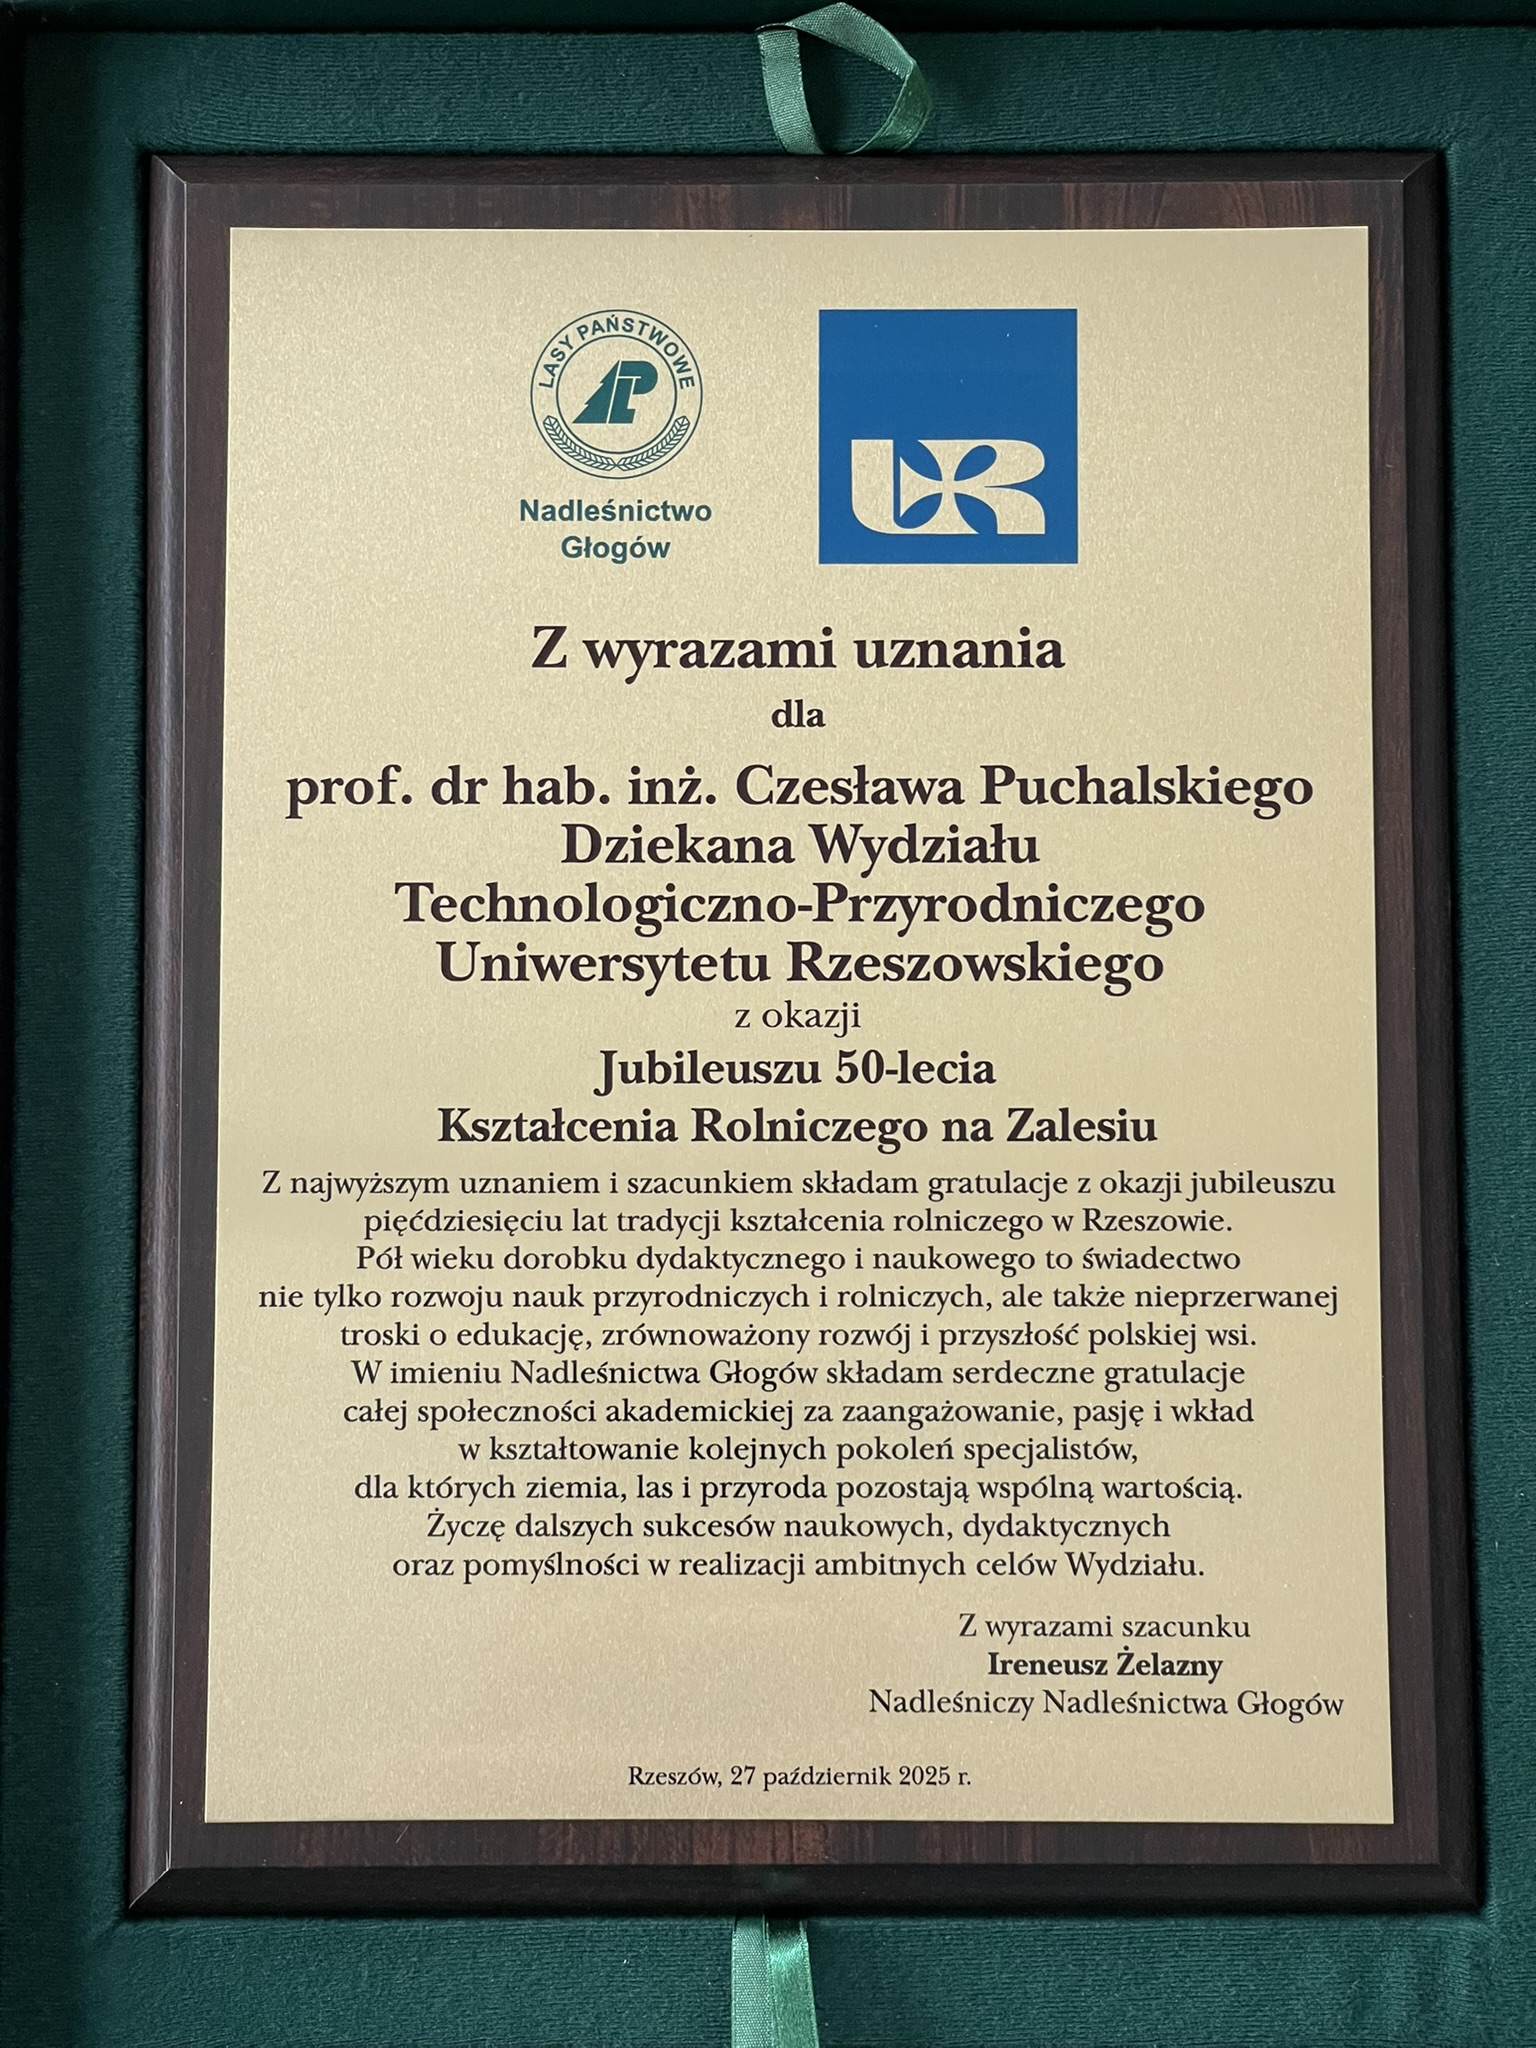 LASY PAŃSTWOWE
LP
Nadleśnictwo
Głogów
UR
Z wyrazami uznania
dla
prof. dr hab. inż. Czesława Puchalskiego
Dziekana Wydziału
Technologiczno-Przyrodniczego
Uniwersytetu Rzeszowskiego
z okazji
Jubileuszu 50-lecia
Kształcenia Rolniczego na Zalesiu
Z najwyższym uznaniem i szacunkiem składam gratulacje z okazji jubileuszu
pięćdziesięciu lat tradycji kształcenia rolniczego w Rzeszowie.
Pół wieku dorobku dydaktycznego i naukowego to świadectwo
nie tylko rozwoju nauk przyrodniczych i rolniczych, ale także nieprzerwanej
troski o edukację, zrównoważony rozwój i przyszłość polskiej wsi.
W imieniu Nadleśnictwa Głogów składam serdeczne gratulacje
całej społeczności akademickiej za zaangażowanie, pasję i wkład
w kształtowanie kolejnych pokoleń specjalistów,
dla których ziemia, las i przyroda pozostają wspólną wartością.
Życzę dalszych sukcesów naukowych, dydaktycznych
oraz pomyślności w realizacji ambitnych celów Wydziału.
Z wyrazami szacunku
Ireneusz Żelazny
Nadleśniczy Nadleśnictwa Głogów
Rzeszów, 27 październik 2025 r.